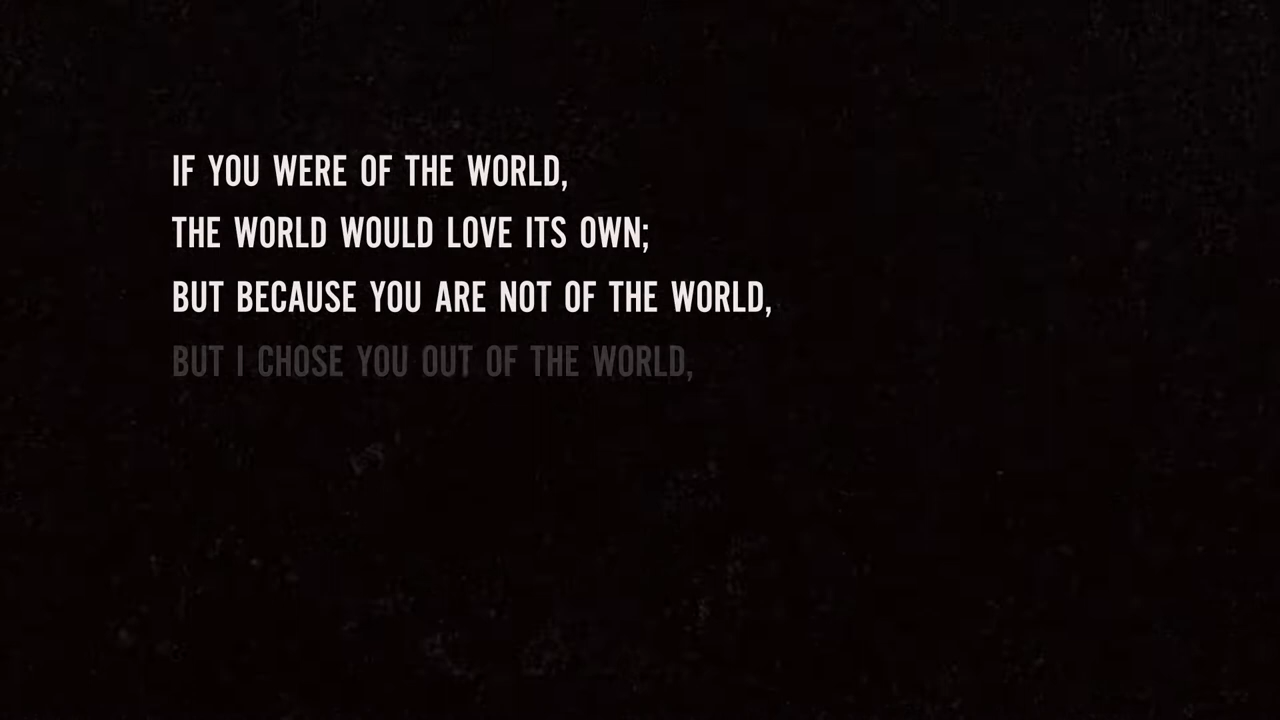 IF YOU WERE OF THE WORLD,
THE WORLD WOULD LOVE ITS OWN;
BUT BECAUSE YOU ARE NOT OF THE WORLD,
BUT I CHOSE YOU OUT OF THE WORLD,